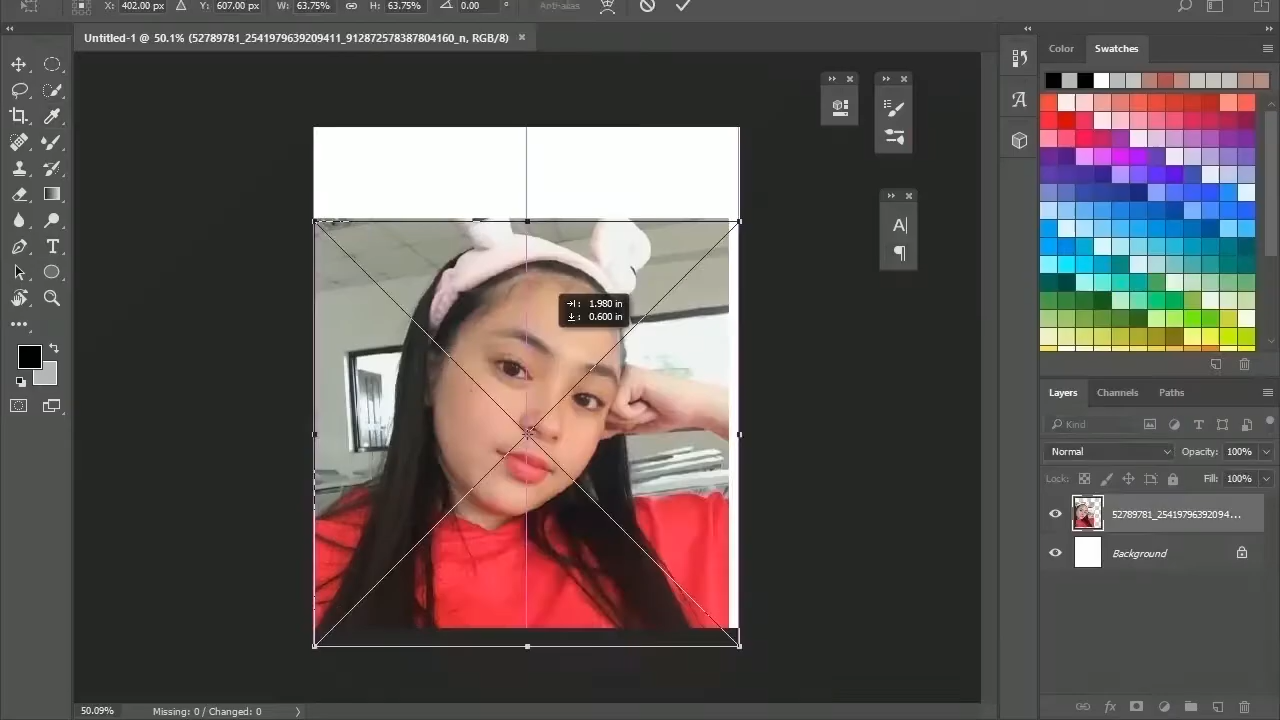 X: 402.00 px Y: 607.00 px W: 63.75% H: 63.75% 0.00 ° Antialias
Untitled-1 @ 50.1% (52789781_2541979639209411_912872578387804160_n, RGB/8) ×
Color Swatches
→|: 1.980 in
↓: 0.600 in
A|
¶
Layers Channels Paths
Kind
Normal Opacity: 100%
Lock: Fill: 100%
52789781_25419796392094...
Background
fx
50.09% Missing: 0 / Changed: 0